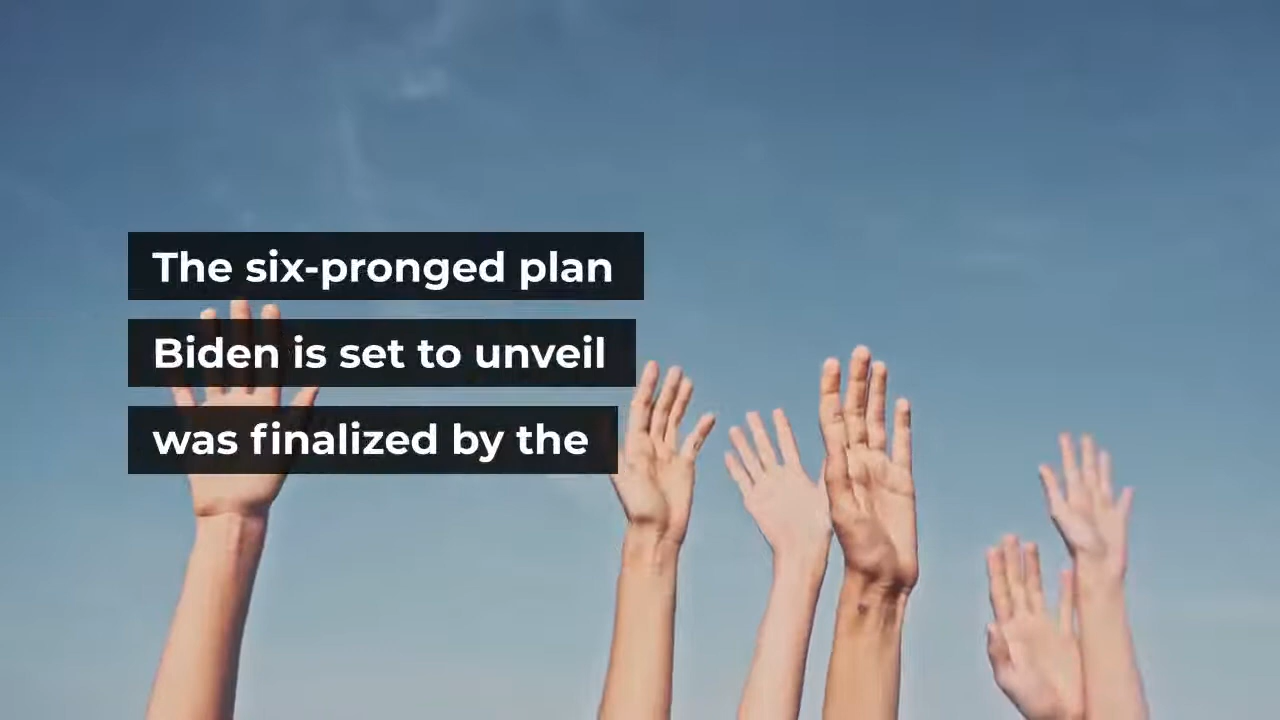 The six-pronged plan
Biden is set to unveil
was finalized by the